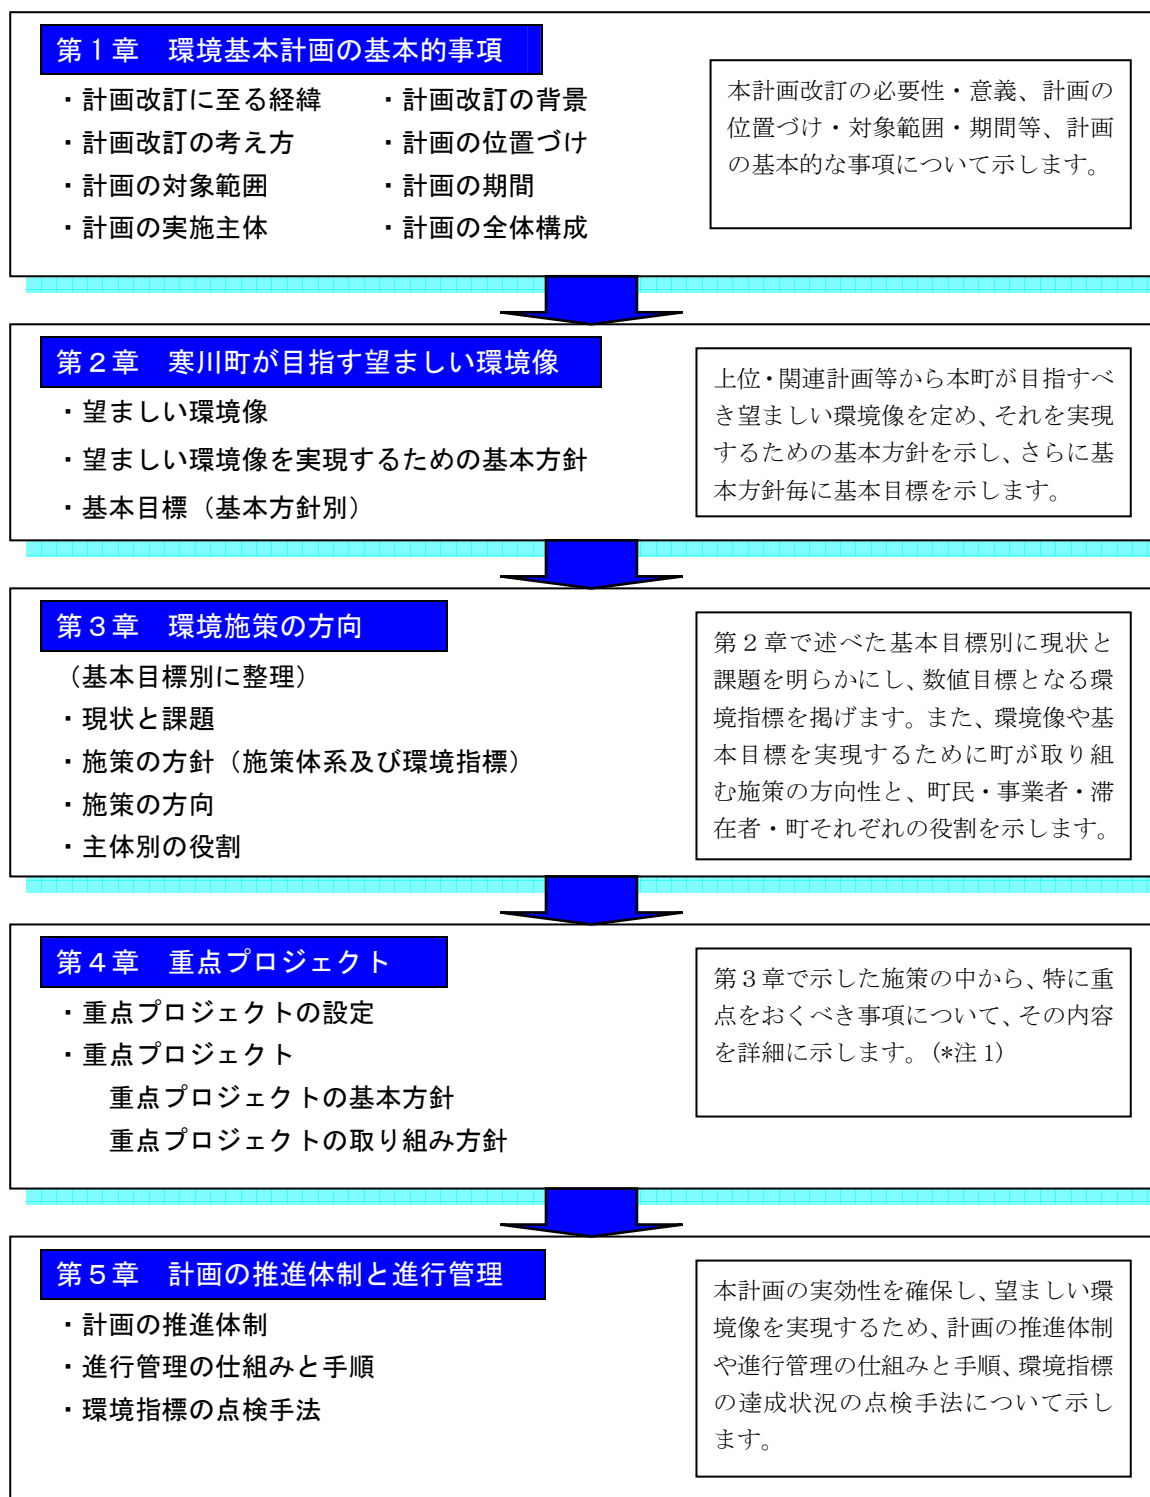 第1章　環境基本計画の基本的事項
・計画改訂に至る経緯　・計画改訂の背景
・計画改訂の考え方　・計画の位置づけ
・計画の対象範囲　・計画の期間
・計画の実施主体　・計画の全体構成
本計画改訂の必要性・意義、計画の
位置づけ・対象範囲・期間等、計画
の基本的な事項について示します。
第2章　寒川町が目指す望ましい環境像
・望ましい環境像
・望ましい環境像を実現するための基本方針
・基本目標（基本方針別）
上位・関連計画等から本町が目指すべ
き望ましい環境像を定め、それを実現
するための基本方針を示し、さらに基
本方針毎に基本目標を示します。
第3章　環境施策の方向
（基本目標別に整理）
・現状と課題
・施策の方針（施策体系及び環境指標）
・施策の方向
・主体別の役割
第2章で述べた基本目標別に現状と
課題を明らかにし、数値目標となる環
境指標を掲げます。また、環境像や基
本目標を実現するために町が取り組
む施策の方向性と、町民・事業者・滞
在者・町それぞれの役割を示します。
第4章　重点プロジェクト
・重点プロジェクトの設定
・重点プロジェクト
重点プロジェクトの基本方針
重点プロジェクトの取り組み方針
第3章で示した施策の中から、特に重
点をおくべき事項について、その内容
を詳細に示します。(*注1)
第5章　計画の推進体制と進行管理
・計画の推進体制
・進行管理の仕組みと手順
・環境指標の点検手法
本計画の実効性を確保し、望ましい環
境像を実現するため、計画の推進体制
や進行管理の仕組みと手順、環境指標
の達成状況の点検手法について示し
ます。